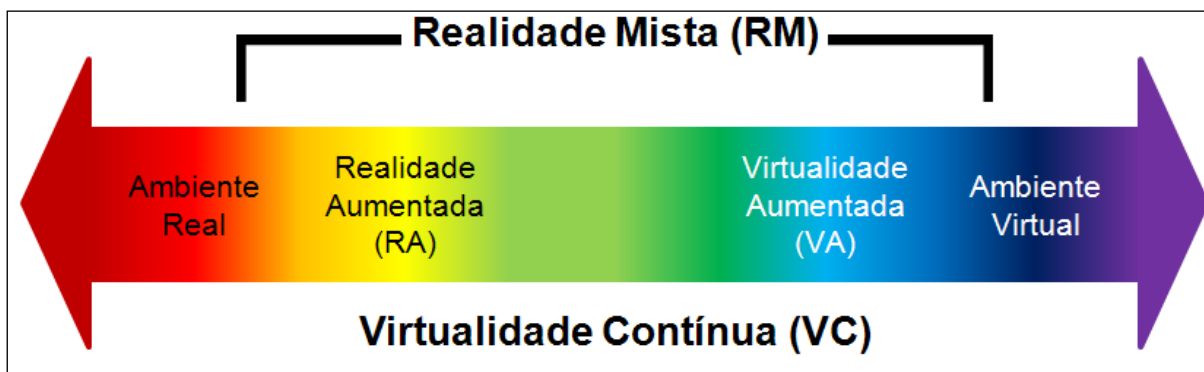 Realidade Mista (RM)
Ambiente
Real
Realidade
Aumentada
(RA)
Virtualidade
Aumentada
(VA)
Ambiente
Virtual
Virtualidade Contínua (VC)